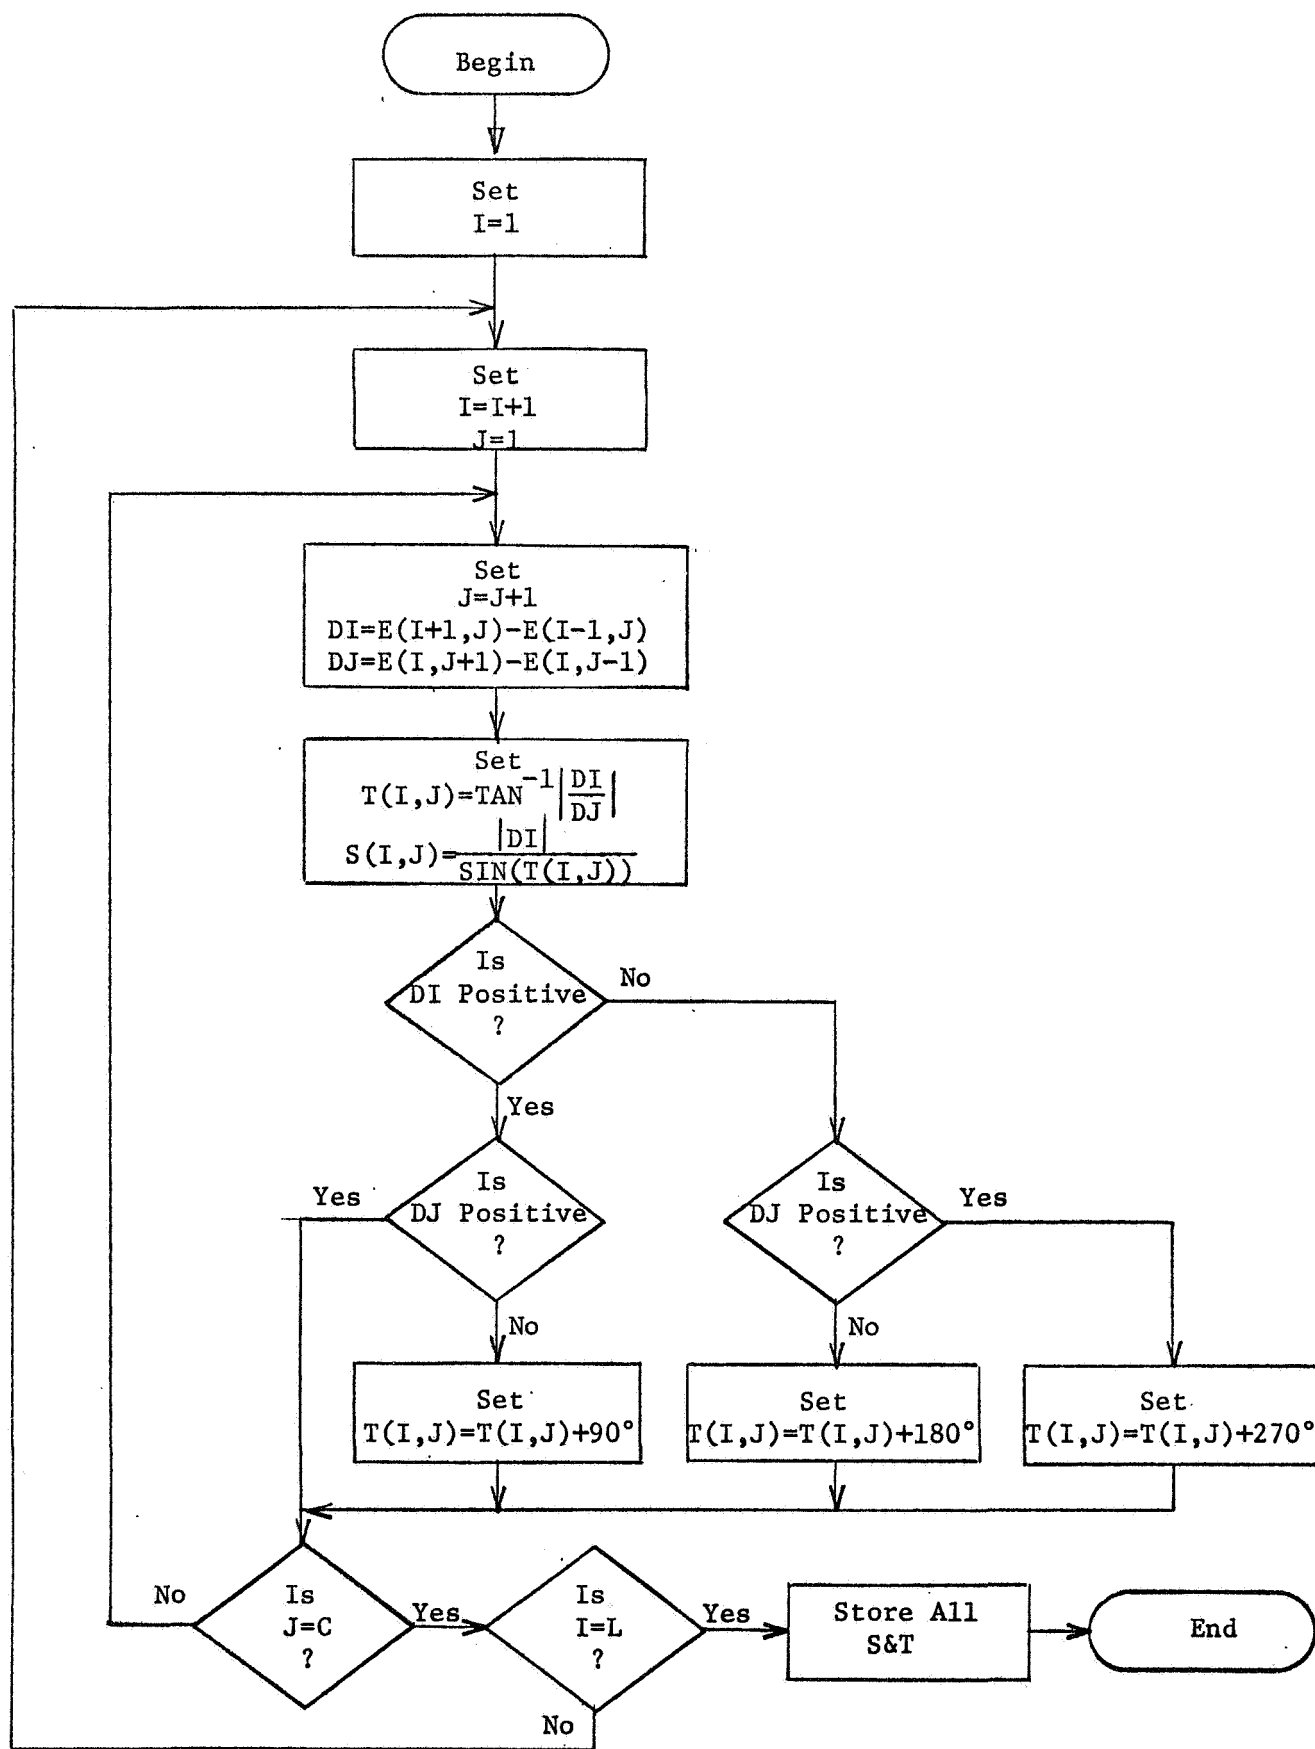 Begin
Set
I=1
Set
I=I+1
J=1
Set
J=J+1
DI=E(I+1,J)-E(I-1,J)
DJ=E(I,J+1)-E(I,J-1)
Set
T(I,J)=TAN⁻¹|DI/DJ|
S(I,J)=|DI|/SIN(T(I,J))
Is
DI Positive
?
No
Yes
Is
DJ Positive
?
Yes
No
Is
DJ Positive
?
Yes
No
Set
T(I,J)=T(I,J)+90°
Set
T(I,J)=T(I,J)+180°
Set
T(I,J)=T(I,J)+270°
No
Is
J=C
?
Yes
Is
I=L
?
Yes
No
Store All
S&T
End